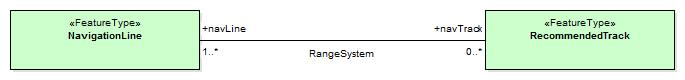 «FeatureType»
NavigationLine
+navLine
1..*
RangeSystem
+navTrack
0..*
«FeatureType»
RecommendedTrack